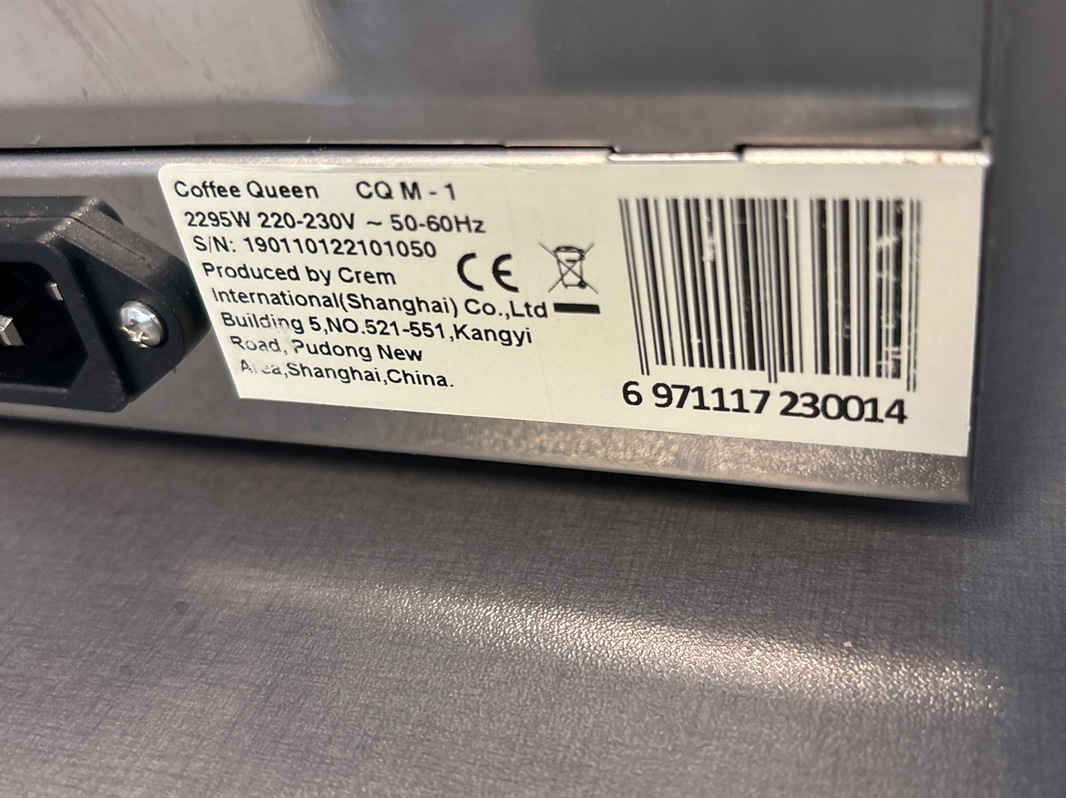 Coffee Queen CQ M - 1
2295W 220-230V ~ 50-60Hz
S/N: 190110122101050
Produced by Crem
International(Shanghai) Co.,Ltd
Building 5,NO.521-551,Kangyi
Road, Pudong New
Area,Shanghai,China.
CE
6 971117 230014